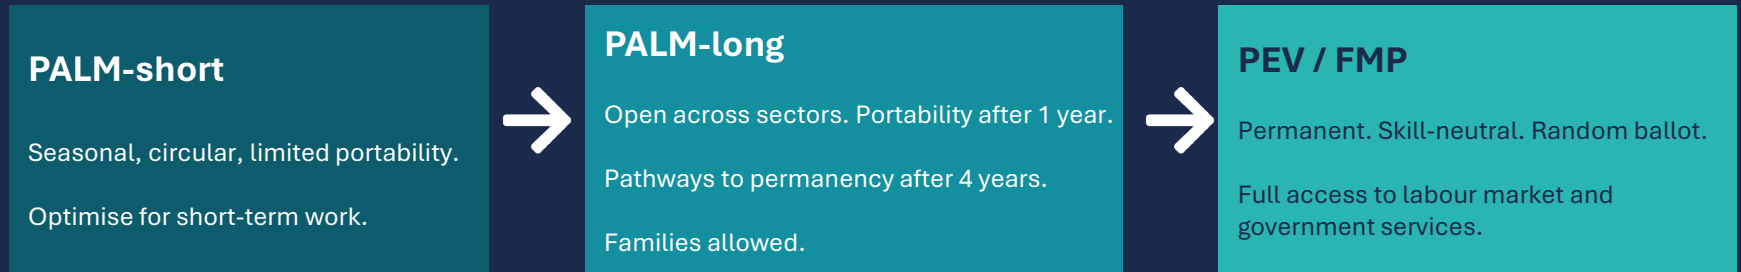 PALM-short
Seasonal, circular, limited portability.
Optimise for short-term work.
PALM-long
Open across sectors. Portability after 1 year.
Pathways to permanency after 4 years.
Families allowed.
PEV / FMP
Permanent. Skill-neutral. Random ballot.
Full access to labour market and
government services.